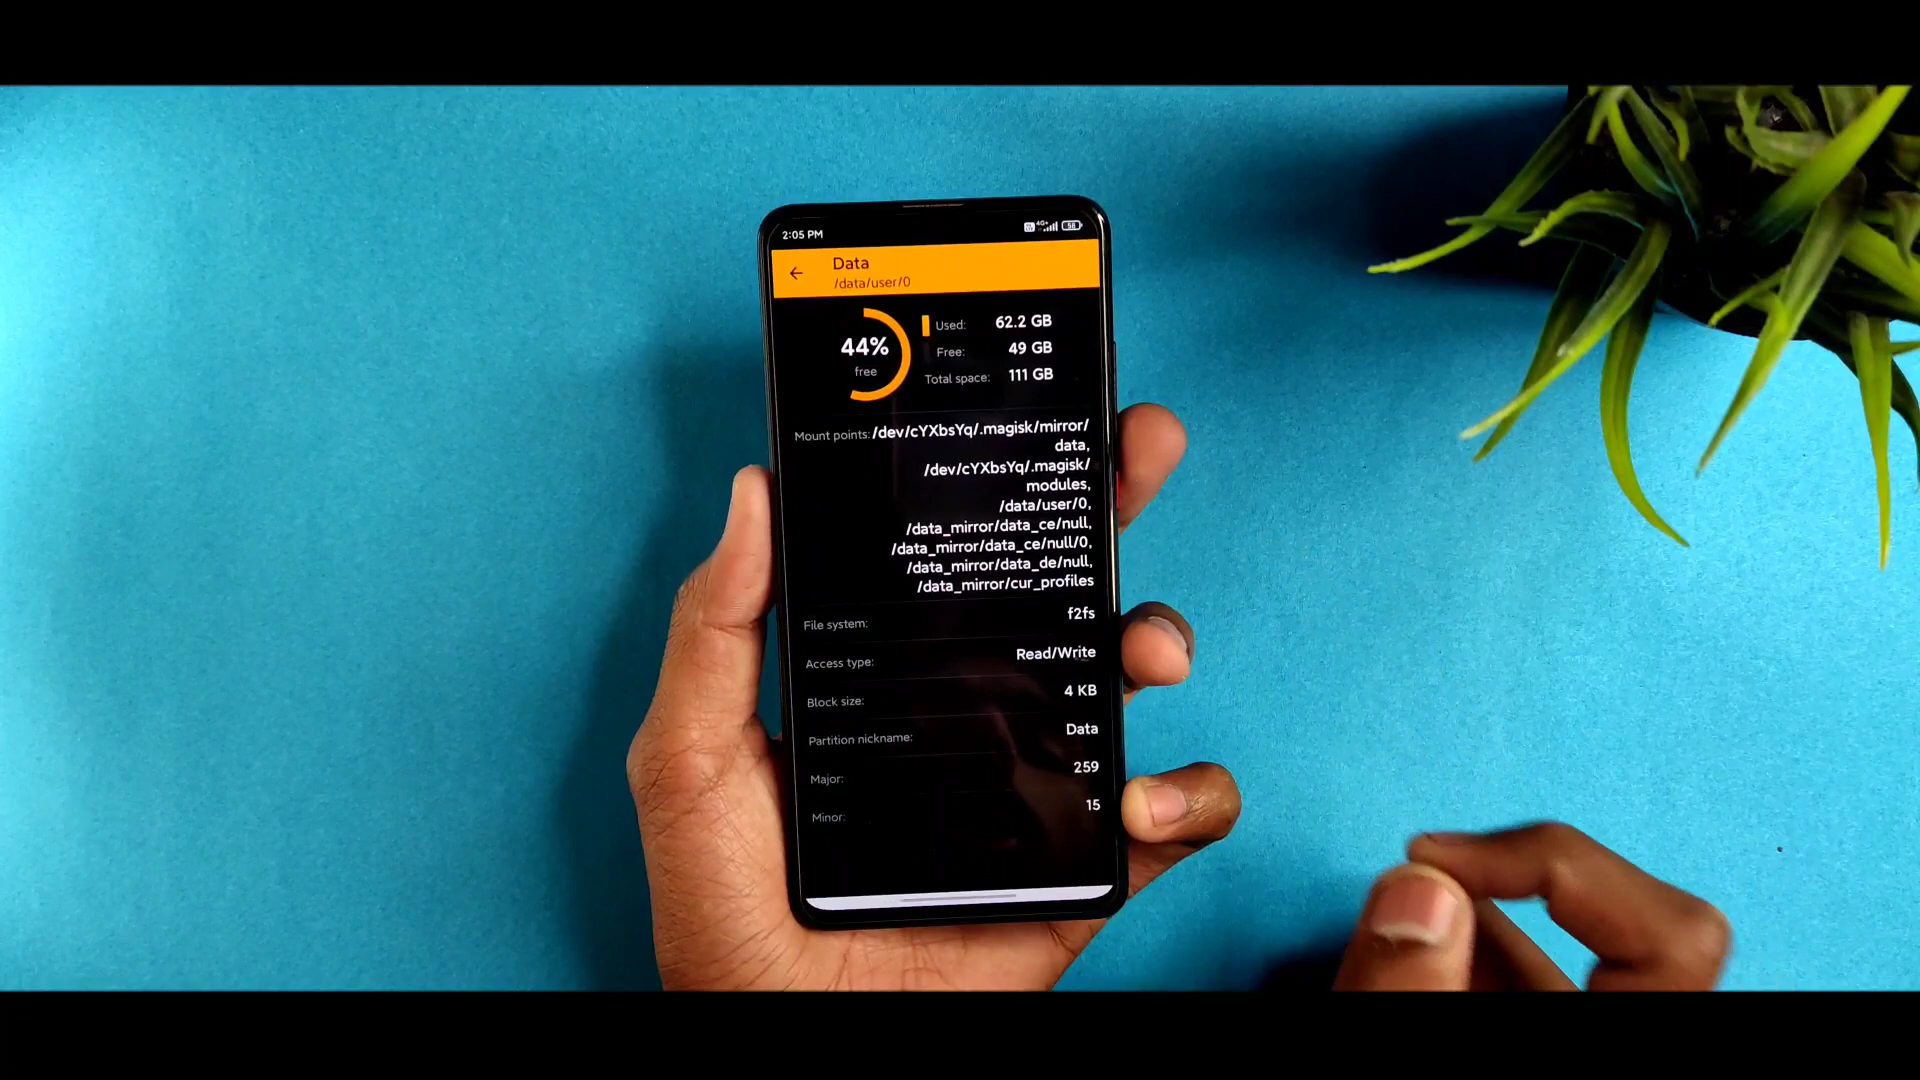 2:05 PM
4G+
58
Data
/data/user/0
44%
free
Used: 62.2 GB
Free: 49 GB
Total space: 111 GB
Mount points: /dev/cYXbsYq/.magisk/mirror/
data,
/dev/cYXbsYq/.magisk/
modules,
/data/user/0,
/data_mirror/data_ce/null,
/data_mirror/data_ce/null/0,
/data_mirror/data_de/null,
/data_mirror/cur_profiles
File system: f2fs
Access type: Read/Write
Block size: 4 KB
Partition nickname: Data
Major: 259
Minor: 15